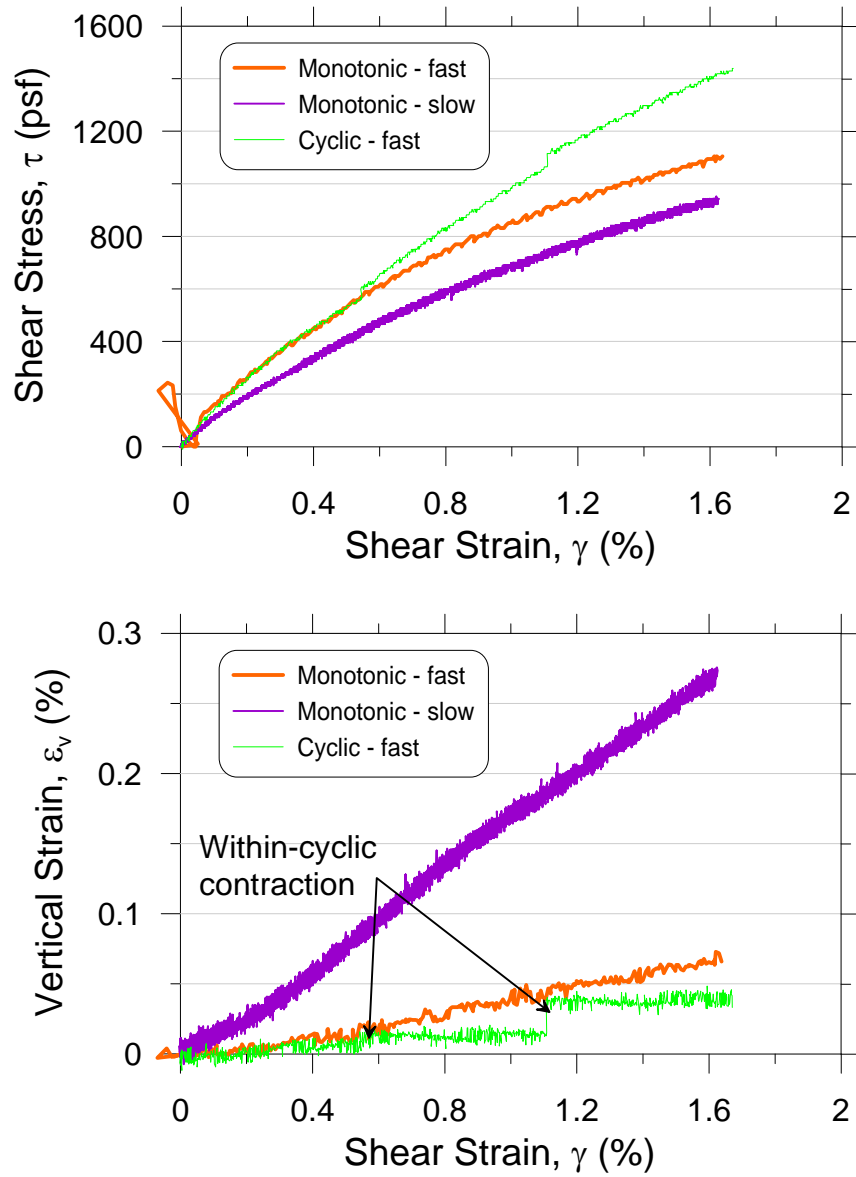 1600
1200
800
400
0
Shear Stress, τ (psf)
Monotonic - fast
Monotonic - slow
Cyclic - fast
0 0.4 0.8 1.2 1.6 2
Shear Strain, γ (%)
0.3
0.2
0.1
0
Vertical Strain, εv (%)
Monotonic - fast
Monotonic - slow
Cyclic - fast
Within-cyclic
contraction
0 0.4 0.8 1.2 1.6 2
Shear Strain, γ (%)